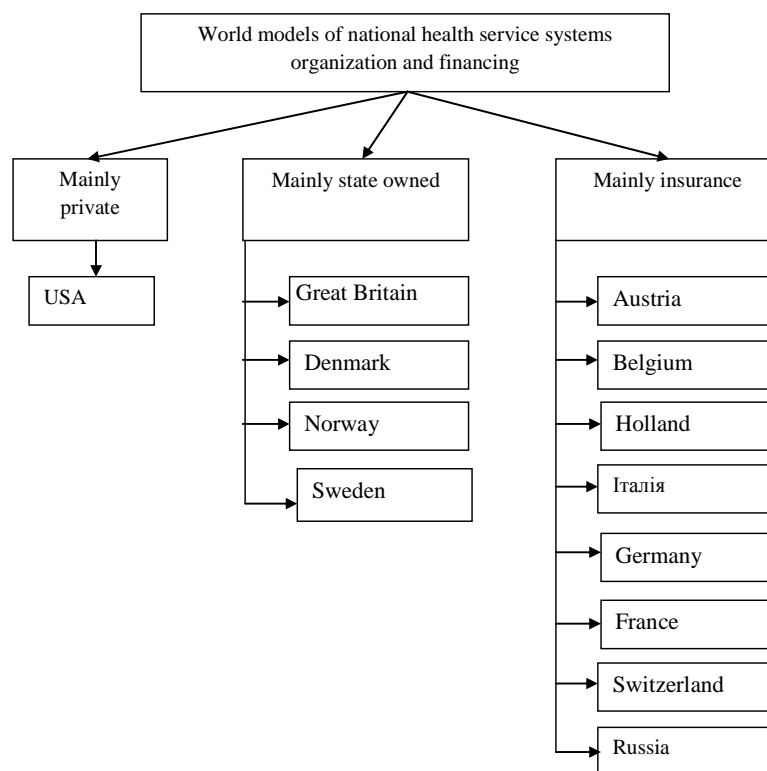 World models of national health service systems
organization and financing
Mainly
private
Mainly state owned
Mainly insurance
USA
Great Britain
Denmark
Norway
Sweden
Austria
Belgium
Holland
Італія
Germany
France
Switzerland
Russia